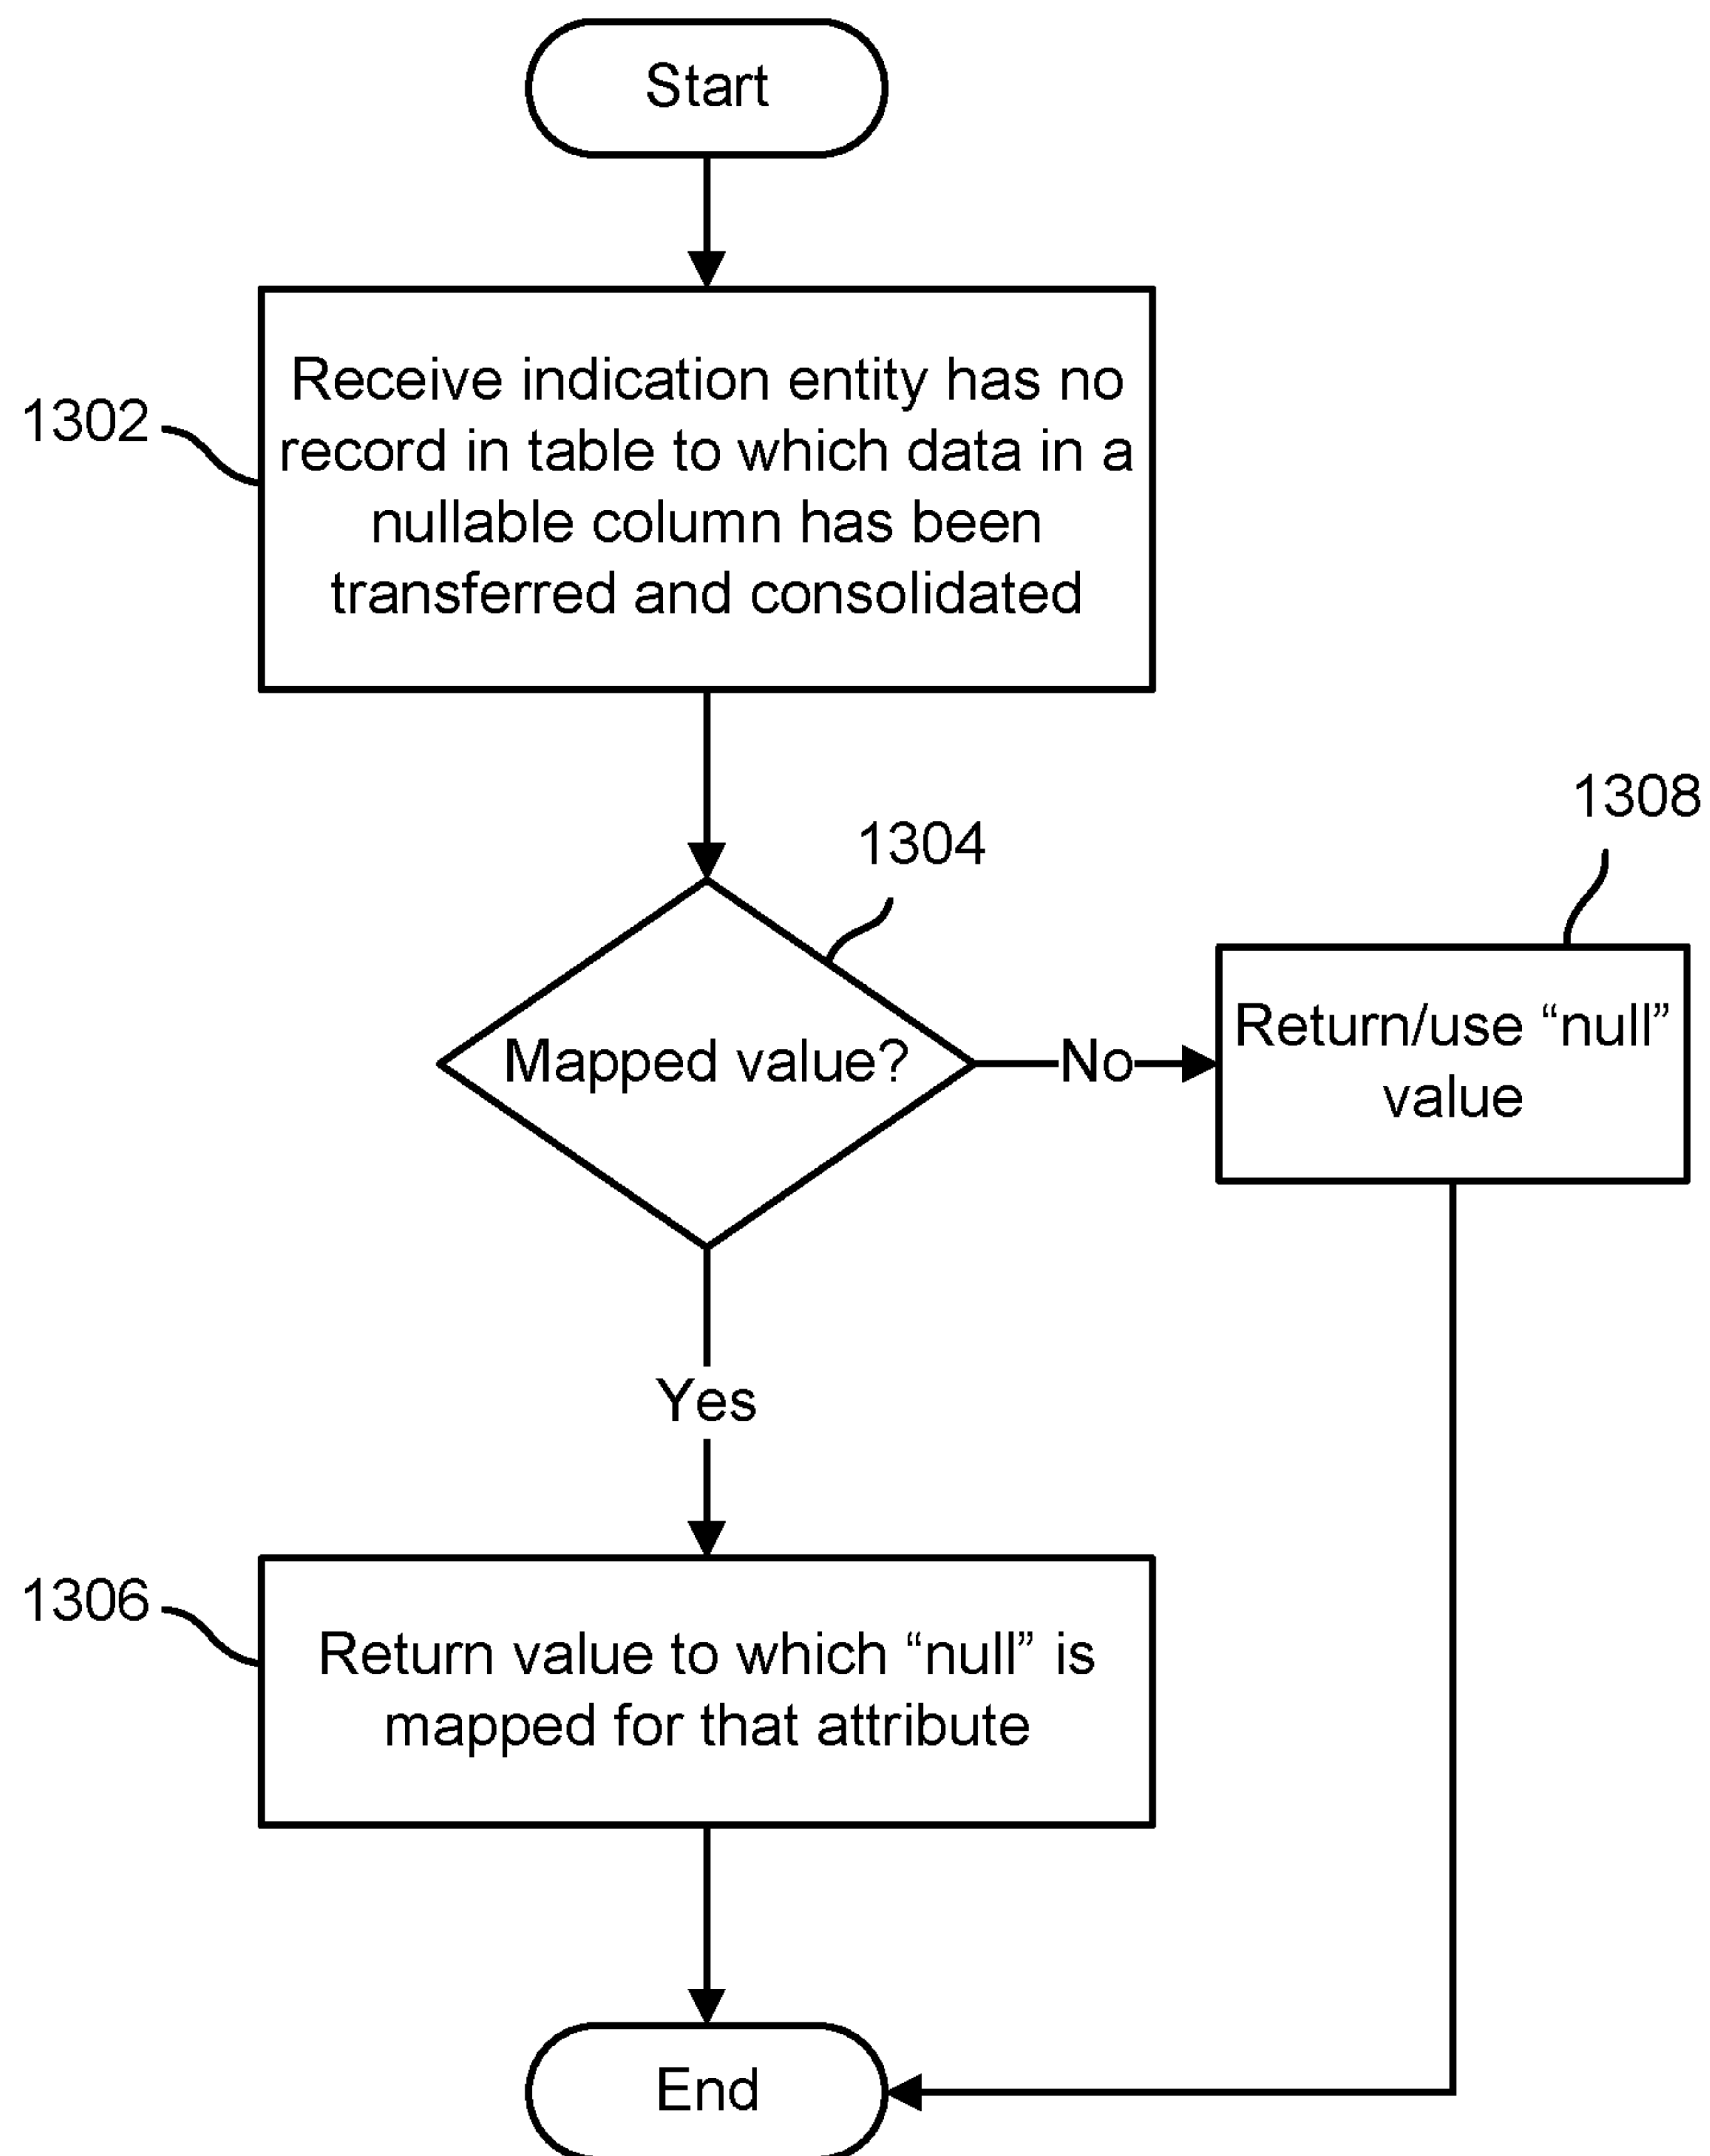 Start
1302
Receive indication entity has no
record in table to which data in a
nullable column has been
transferred and consolidated
1304
Mapped value?
No
1308
Return/use “null”
value
Yes
1306
Return value to which “null” is
mapped for that attribute
End